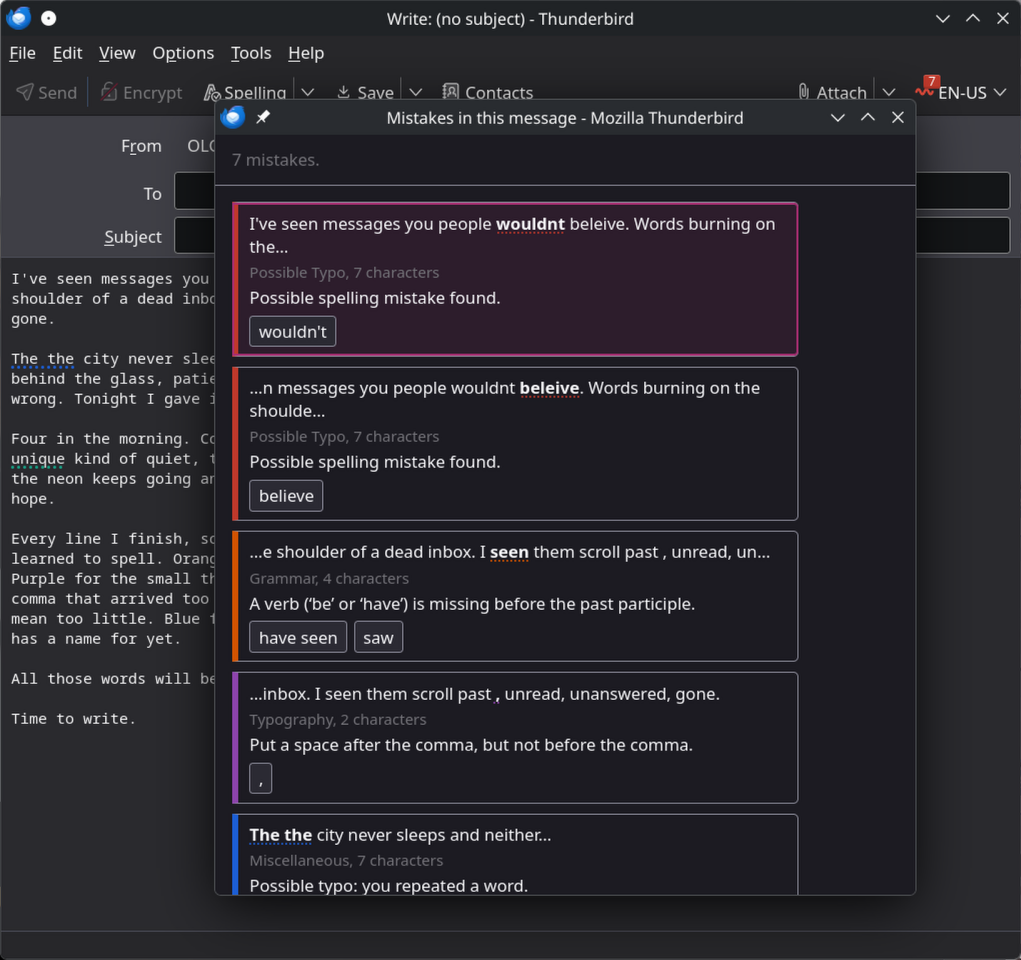 Write: (no subject) - Thunderbird
File Edit View Options Tools Help
Send Encrypt Spelling Save Contacts Attach 7 EN-US
Mistakes in this message - Mozilla Thunderbird
From
To
Subject
7 mistakes.
I've seen messages you people wouldnt beleive. Words burning on
the...
Possible Typo, 7 characters
Possible spelling mistake found.
wouldn't
...n messages you people wouldnt beleive. Words burning on the
shoulde...
Possible Typo, 7 characters
Possible spelling mistake found.
believe
...e shoulder of a dead inbox. I seen them scroll past , unread, un...
Grammar, 4 characters
A verb (‘be’ or ‘have’) is missing before the past participle.
have seen saw
...inbox. I seen them scroll past , unread, unanswered, gone.
Typography, 2 characters
Put a space after the comma, but not before the comma.
,
The the city never sleeps and neither...
Miscellaneous, 7 characters
Possible typo: you repeated a word.
I've seen messages you
shoulder of a dead
gone.
The the city never
behind the glass,
wrong. Tonight I gave
Four in the morning.
unique kind of quiet,
the neon keeps going
hope.
Every line I finish,
learned to spell.
Purple for the small
comma that arrived too
mean too little. Blue
has a name for yet.
All those words will
Time to write.